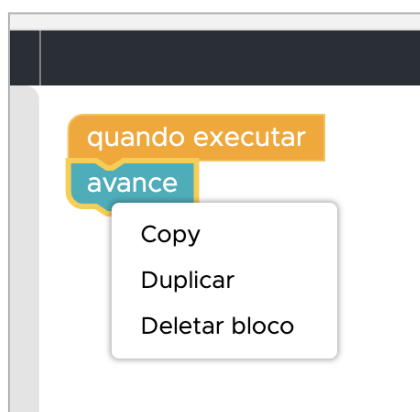 quando executar
avance
Copy
Duplicar
Deletar bloco